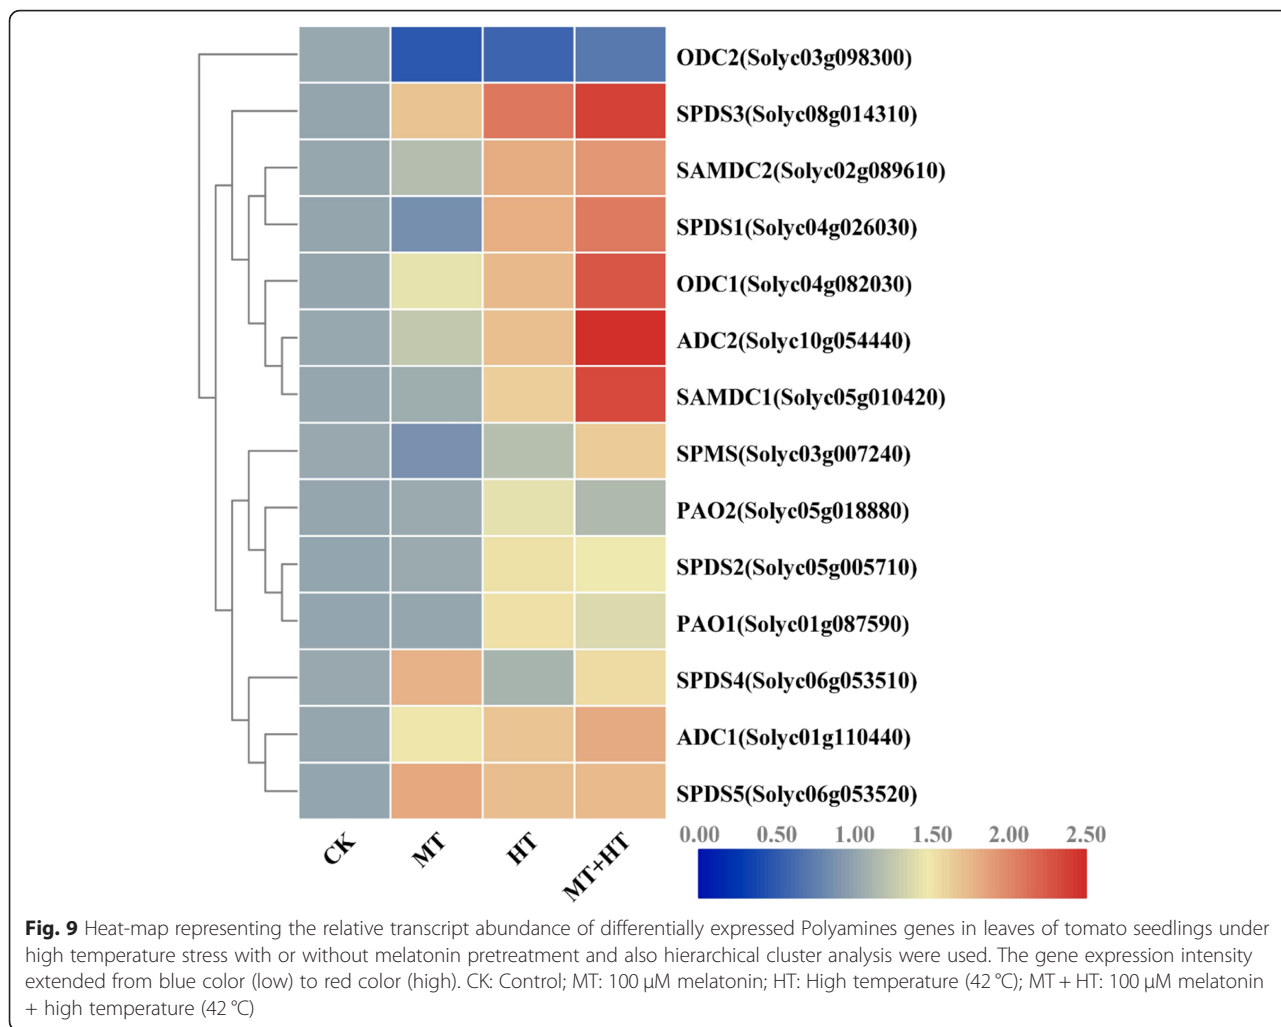 ODC2(Solyc03g098300)
SPDS3(Solyc08g014310)
SAMDC2(Solyc02g089610)
SPDS1(Solyc04g026030)
ODC1(Solyc04g082030)
ADC2(Solyc10g054440)
SAMDC1(Solyc05g010420)
SPMS(Solyc03g007240)
PAO2(Solyc05g018880)
SPDS2(Solyc05g005710)
PAO1(Solyc01g087590)
SPDS4(Solyc06g053510)
ADC1(Solyc01g110440)
SPDS5(Solyc06g053520)
CK MT HT MT+HT
0.00 0.50 1.00 1.50 2.00 2.50
Fig. 9 Heat-map representing the relative transcript abundance of differentially expressed Polyamines genes in leaves of tomato seedlings under
high temperature stress with or without melatonin pretreatment and also hierarchical cluster analysis were used. The gene expression intensity
extended from blue color (low) to red color (high). CK: Control; MT: 100 μM melatonin; HT: High temperature (42 °C); MT + HT: 100 μM melatonin
+ high temperature (42 °C)